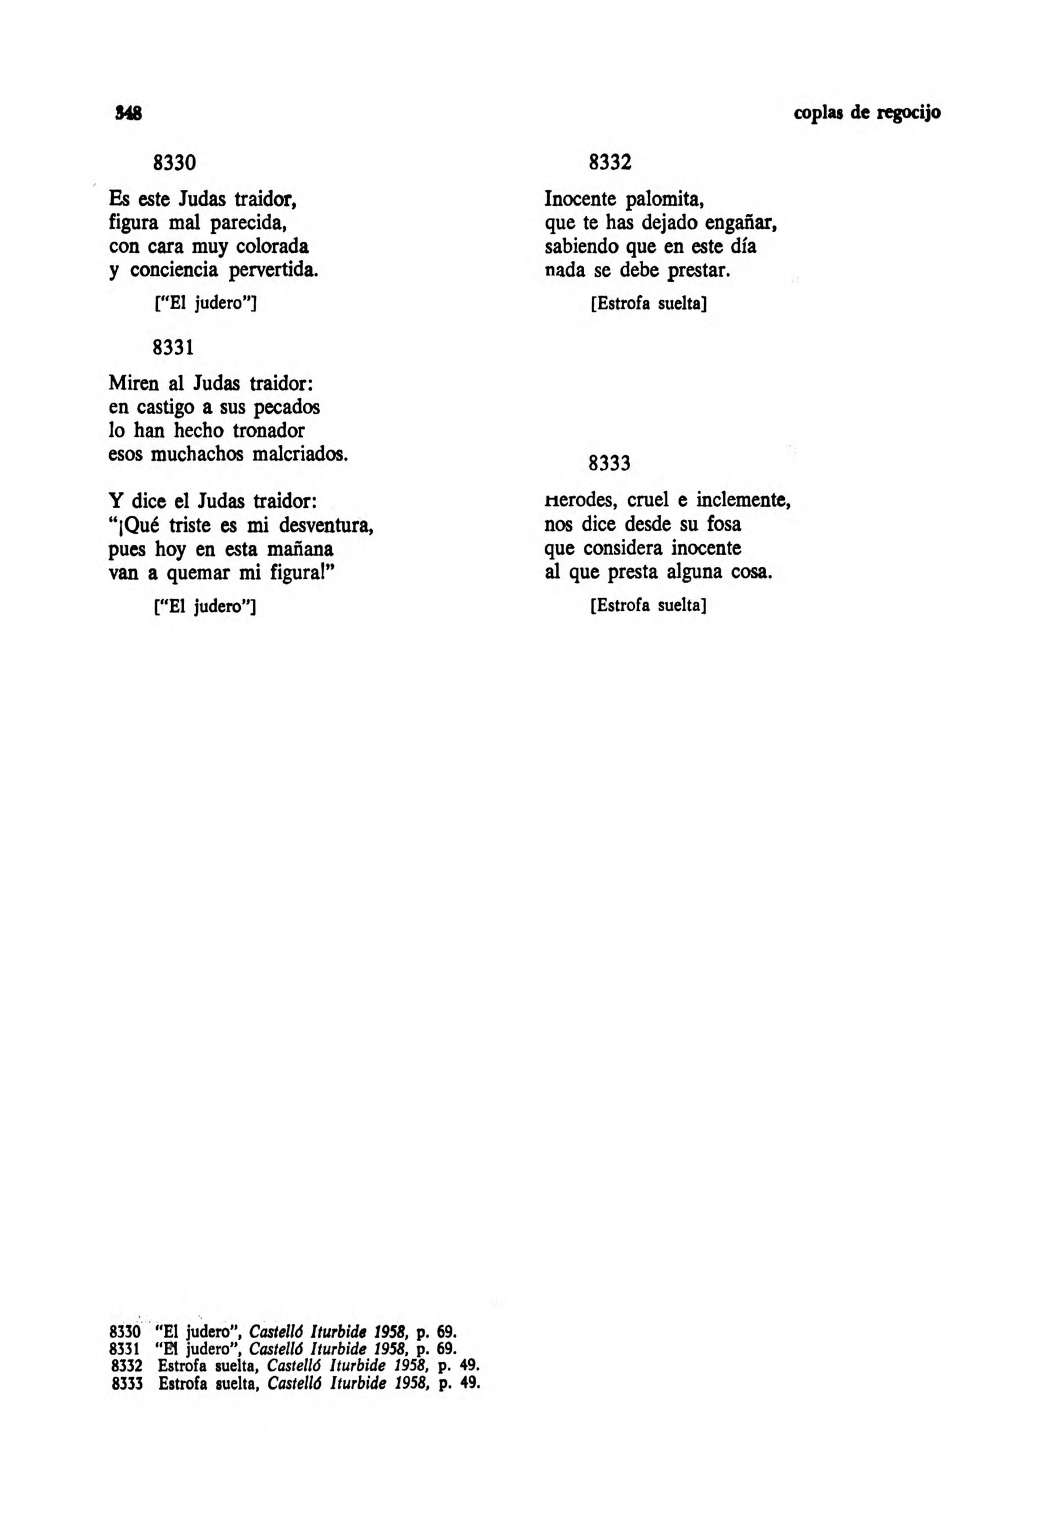 348
coplas de regocijo
8330
Es este Judas traidor,
figura mal parecida,
con cara muy colorada
y conciencia pervertida.
["El judero"]
8331
Miren al Judas traidor:
en castigo a sus pecados
lo han hecho tronador
esos muchachos malcriados.
Y dice el Judas traidor:
"¡Qué triste es mi desventura,
pues hoy en esta mañana
van a quemar mi figura!"
["El judero"]
8332
Inocente palomita,
que te has dejado engañar,
sabiendo que en este día
nada se debe prestar.
[Estrofa suelta]
8333
Herodes, cruel e inclemente,
nos dice desde su fosa
que considera inocente
al que presta alguna cosa.
[Estrofa suelta]
8330 "El judero", Castelló Iturbide 1958, p. 69.
8331 "El judero", Castelló Iturbide 1958, p. 69.
8332 Estrofa suelta, Castelló Iturbide 1958, p. 49.
8333 Estrofa suelta, Castelló Iturbide 1958, p. 49.